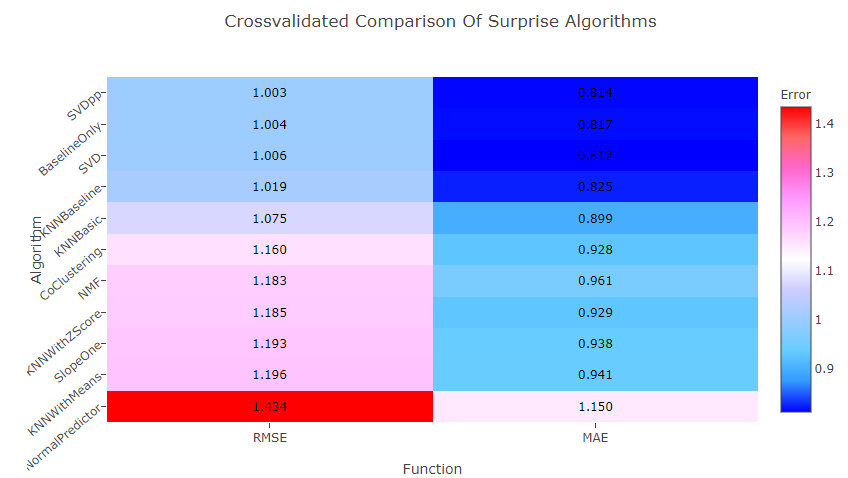 Crossvalidated Comparison Of Surprise Algorithms
Error
SVDpp 1.003 0.814
BaselineOnly 1.004 0.817
SVD 1.006 0.812
KNNBaseline 1.019 0.825
KNNBasic 1.075 0.899
CoClustering 1.160 0.928
NMF 1.183 0.961
KNNWithZScore 1.185 0.929
SlopeOne 1.193 0.938
KNNWithMeans 1.196 0.941
NormalPredictor 1.434 1.150
Algorithm
RMSE MAE
Function
1.4
1.3
1.2
1.1
1
0.9